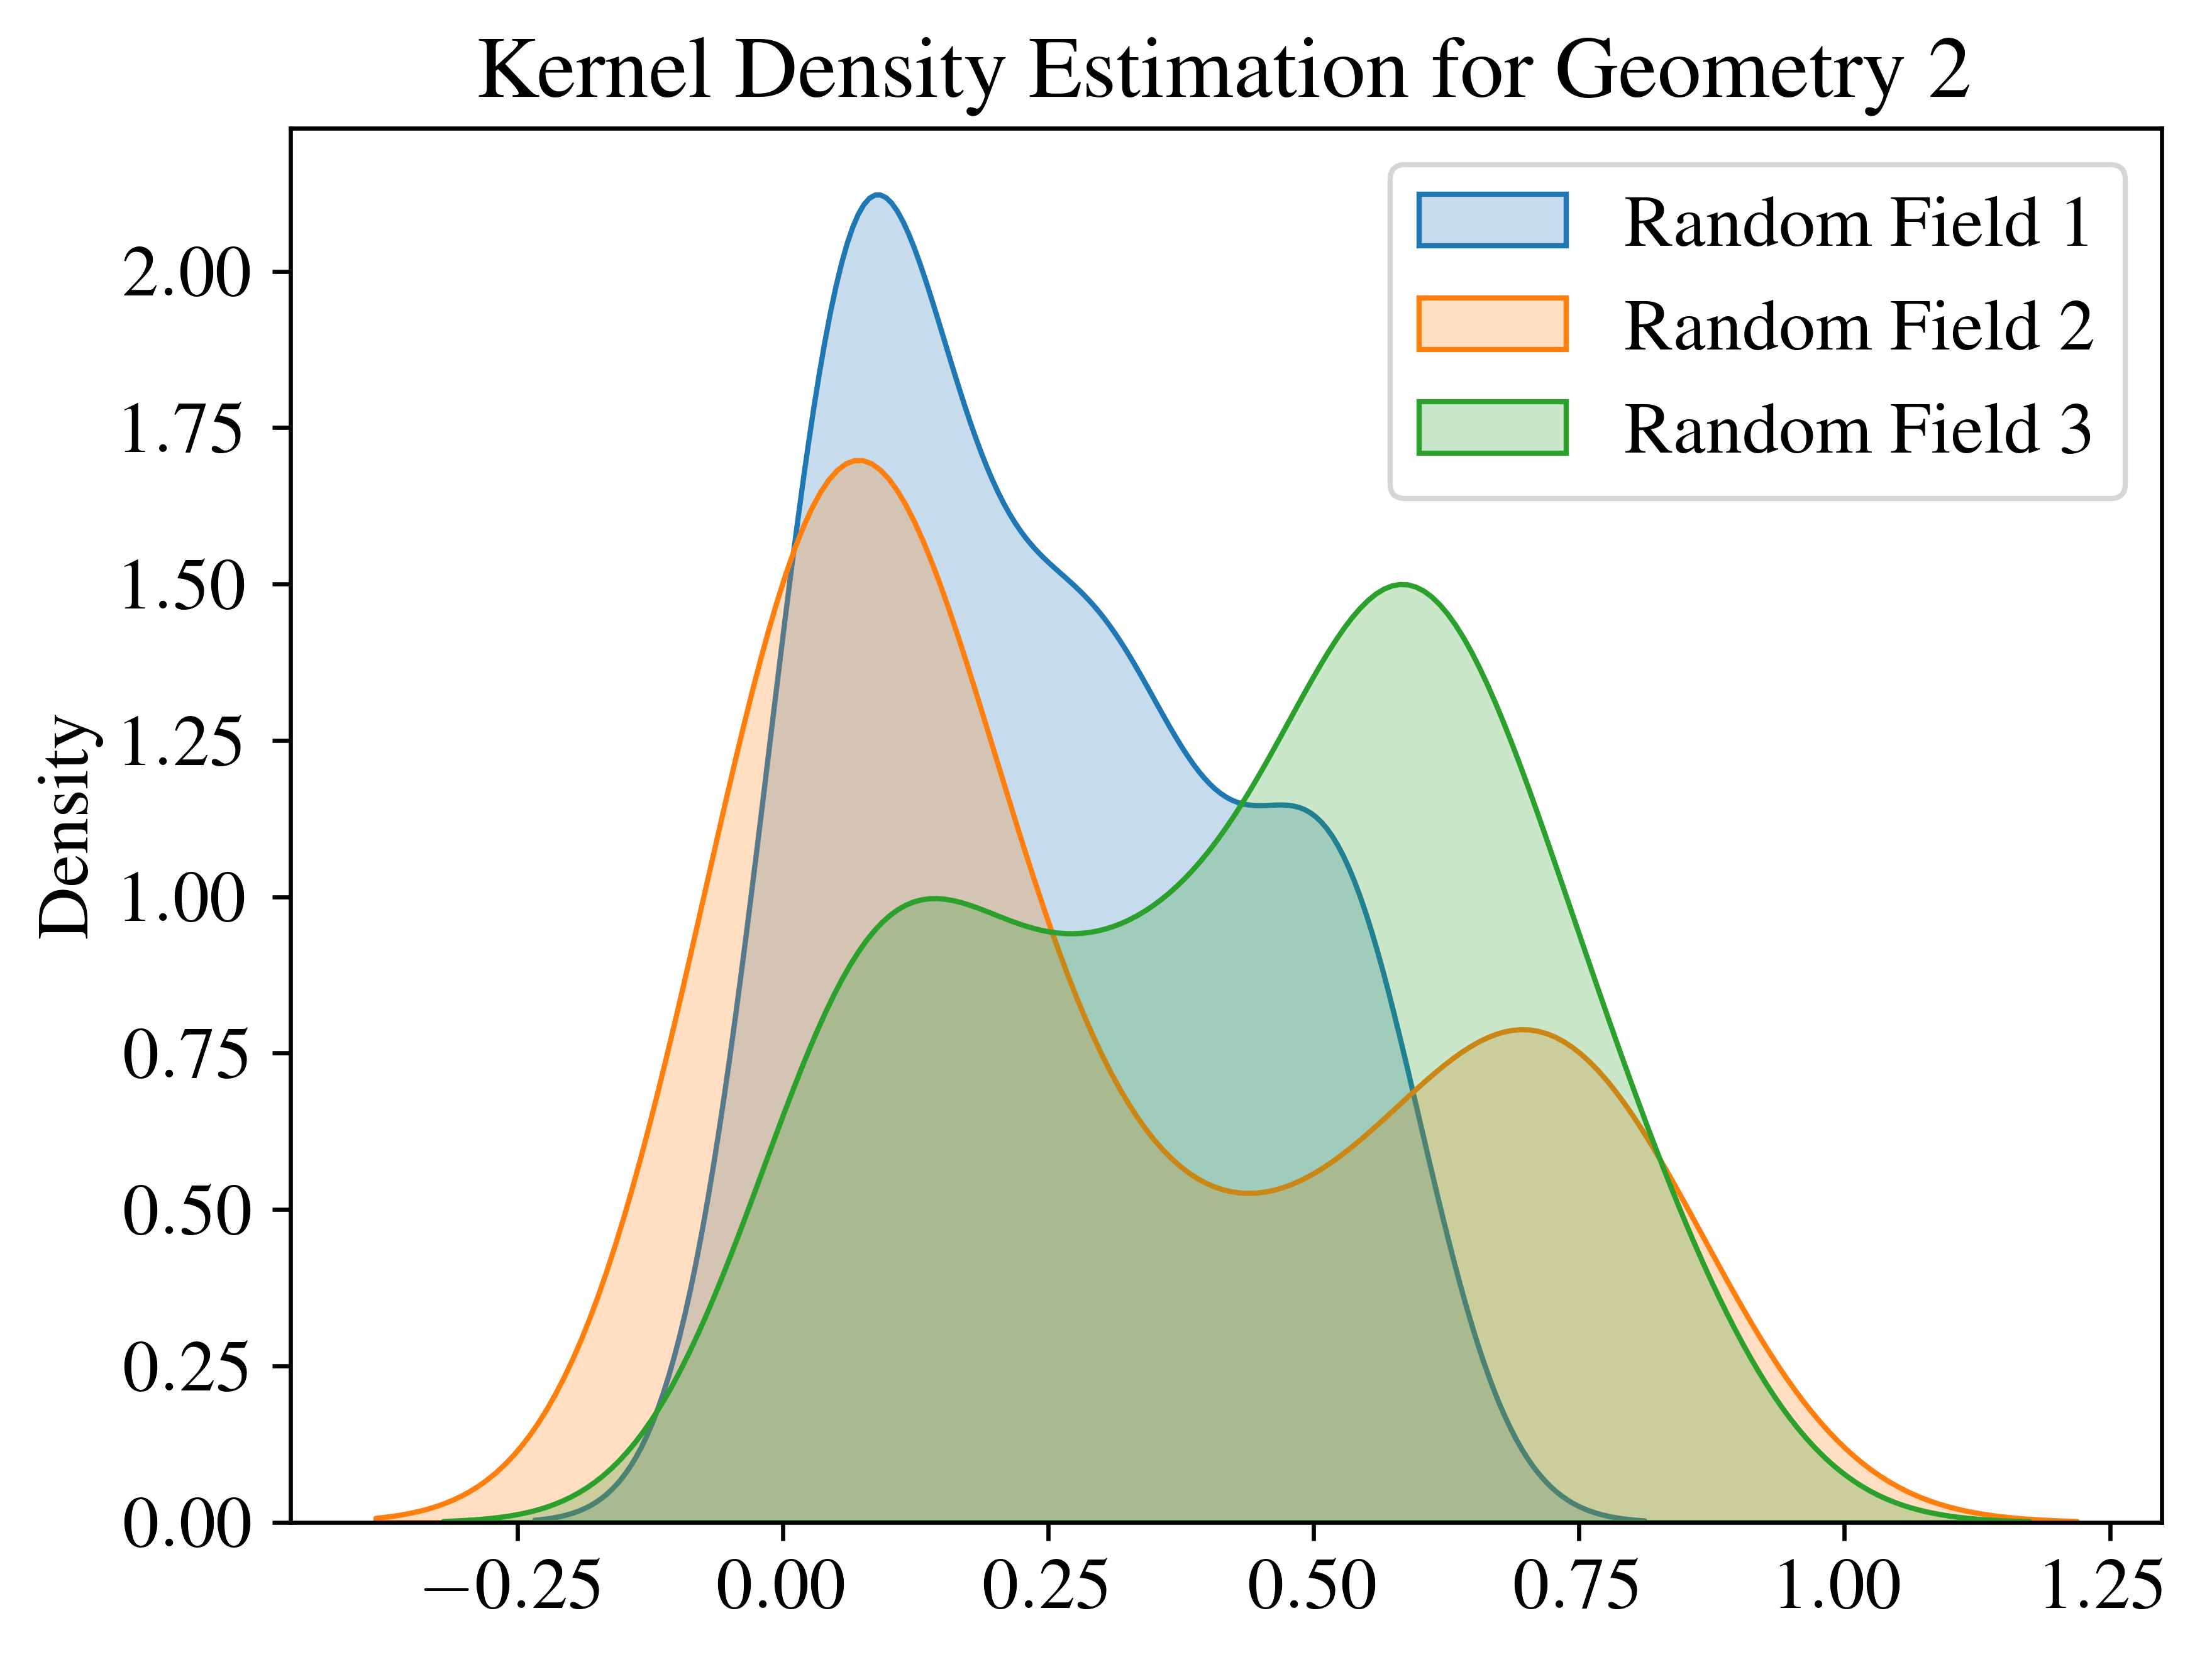 Kernel Density Estimation for Geometry 2
Random Field 1
Random Field 2
Random Field 3
Density
2.00
1.75
1.50
1.25
1.00
0.75
0.50
0.25
0.00
−0.25 0.00 0.25 0.50 0.75 1.00 1.25